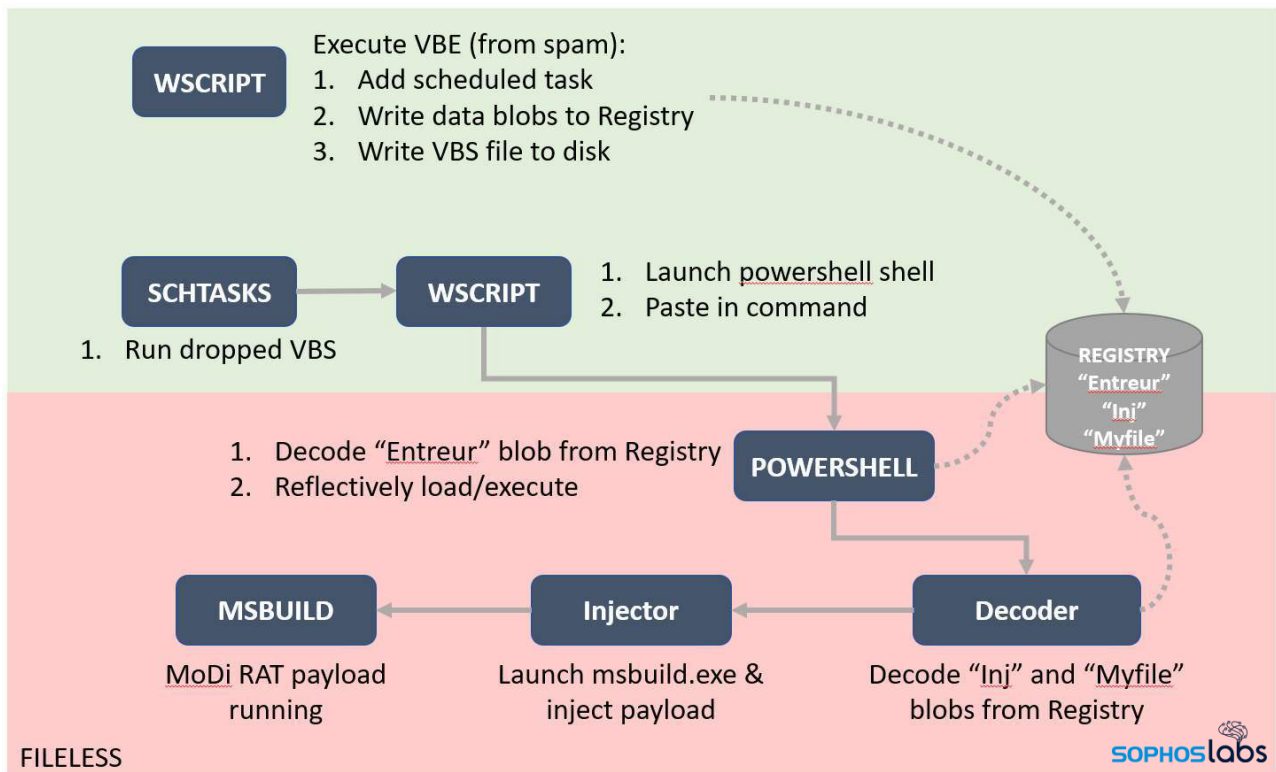 WSCRIPT
Execute VBE (from spam):
1. Add scheduled task
2. Write data blobs to Registry
3. Write VBS file to disk
SCHTASKS
1. Run dropped VBS
WSCRIPT
1. Launch powershell shell
2. Paste in command
REGISTRY
“Entreur”
“Inj”
“Myfile”
1. Decode “Entreur” blob from Registry
2. Reflectively load/execute
POWERSHELL
MSBUILD
MoDi RAT payload
running
Injector
Launch msbuild.exe &
inject payload
Decoder
Decode “Inj” and “Myfile”
blobs from Registry
FILELESS
SOPHOSlabs